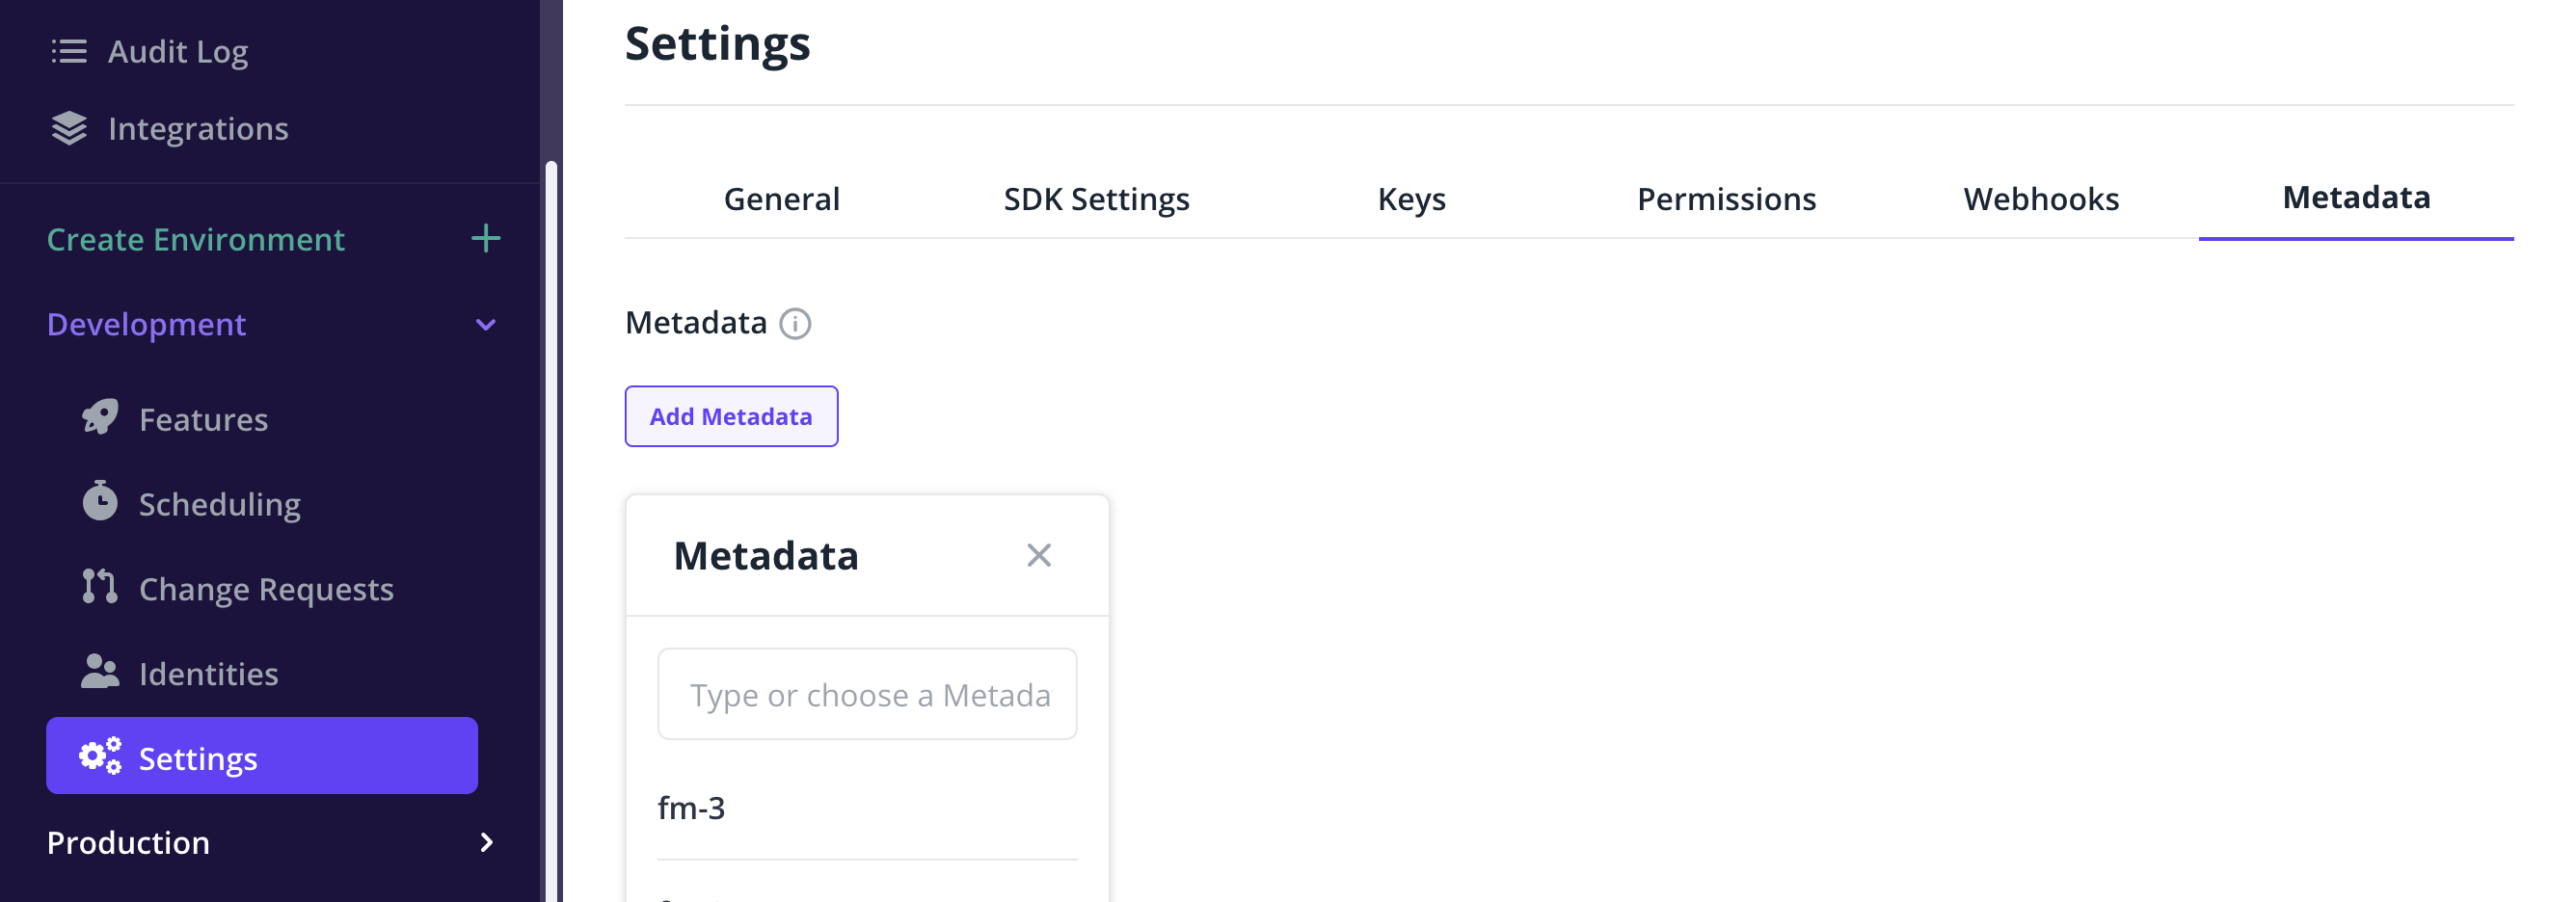 Audit Log
Integrations
Create Environment
Development
Features
Scheduling
Change Requests
Identities
Settings
Production
Settings
General
SDK Settings
Keys
Permissions
Webhooks
Metadata
Metadata
Add Metadata
Metadata
Type or choose a Metada
fm-3